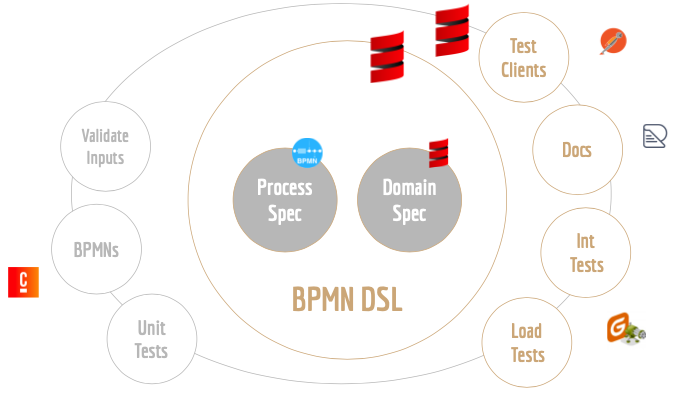 Test
Clients
Validate
Inputs
Docs
BPMN
Process
Spec
Domain
Spec
BPMNs
Int
Tests
C
BPMN DSL
Unit
Tests
Load
Tests
G